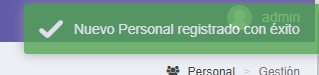 admin
Nuevo Personal registrado con éxito
Personal > Gestión